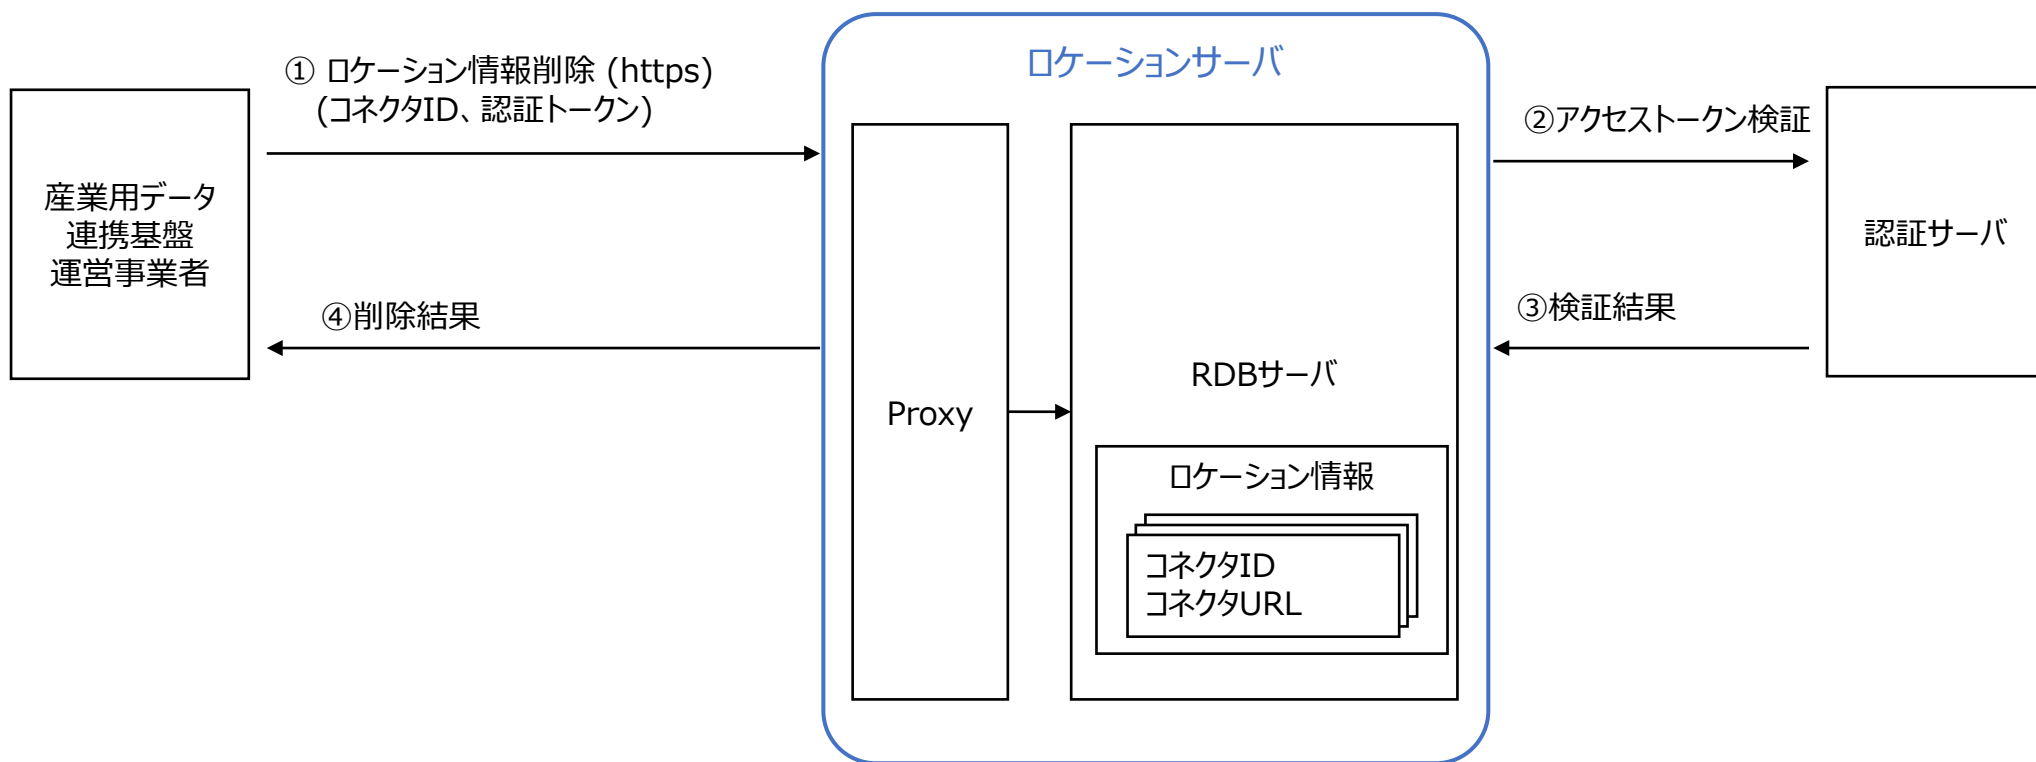 ロケーションサーバ
① ロケーション情報削除 (https)
(コネクタID、認証トークン)
②アクセストークン検証
産業用データ
連携基盤
運営事業者
認証サーバ
④削除結果
③検証結果
Proxy
RDBサーバ
ロケーション情報
コネクタID
コネクタURL